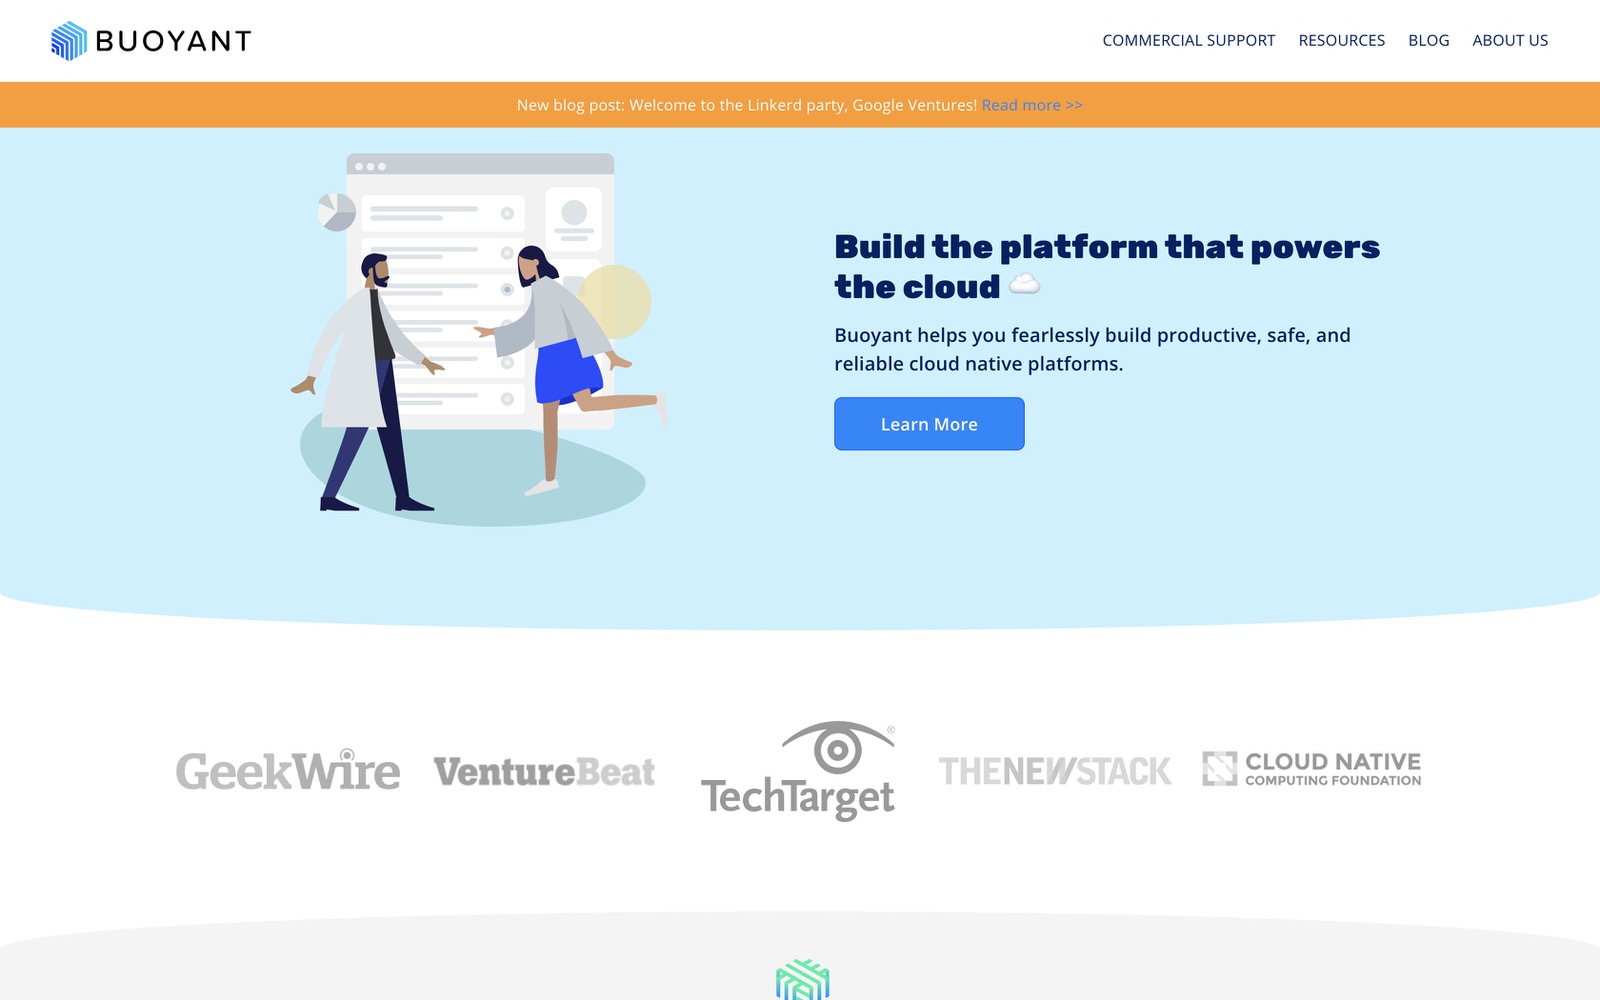 BUOYANT
COMMERCIAL SUPPORT RESOURCES BLOG ABOUT US
New blog post: Welcome to the Linkerd party, Google Ventures! Read more >>
Build the platform that powers
the cloud ☁️
Buoyant helps you fearlessly build productive, safe, and
reliable cloud native platforms.
Learn More
GeekWire
VentureBeat
TechTarget®
THENEWSTACK
CLOUD NATIVE
COMPUTING FOUNDATION